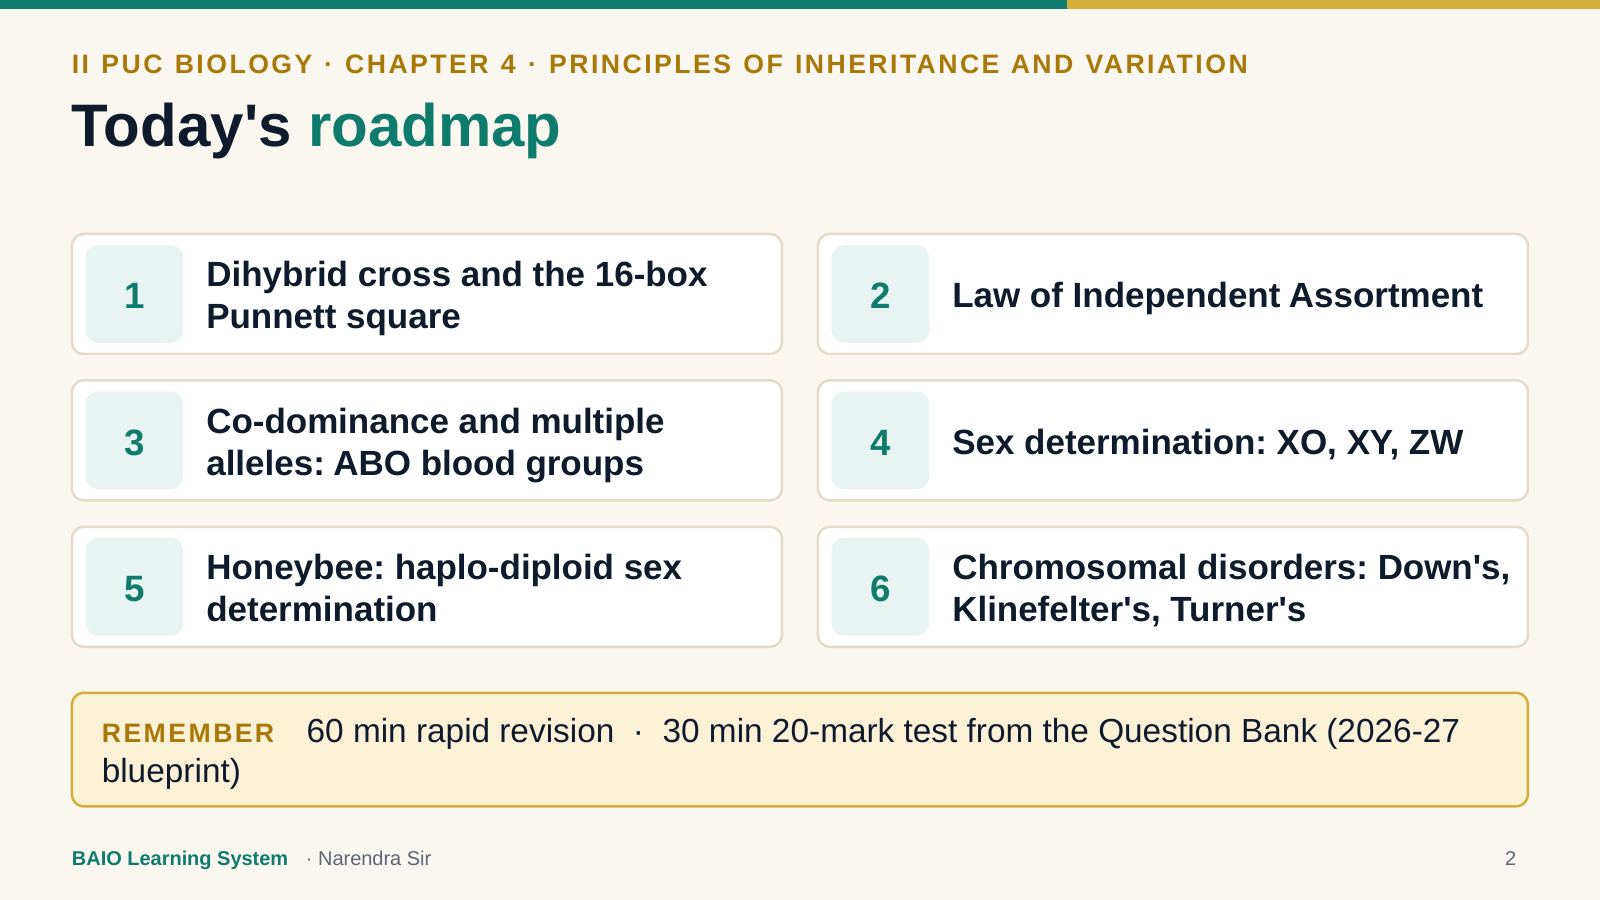 II PUC BIOLOGY · CHAPTER 4 · PRINCIPLES OF INHERITANCE AND VARIATION
Today's roadmap
1
Dihybrid cross and the 16-box
Punnett square
2
Law of Independent Assortment
3
Co-dominance and multiple
alleles: ABO blood groups
4
Sex determination: XO, XY, ZW
5
Honeybee: haplo-diploid sex
determination
6
Chromosomal disorders: Down's,
Klinefelter's, Turner's
REMEMBER 60 min rapid revision · 30 min 20-mark test from the Question Bank (2026-27
blueprint)
BAIO Learning System · Narendra Sir
2